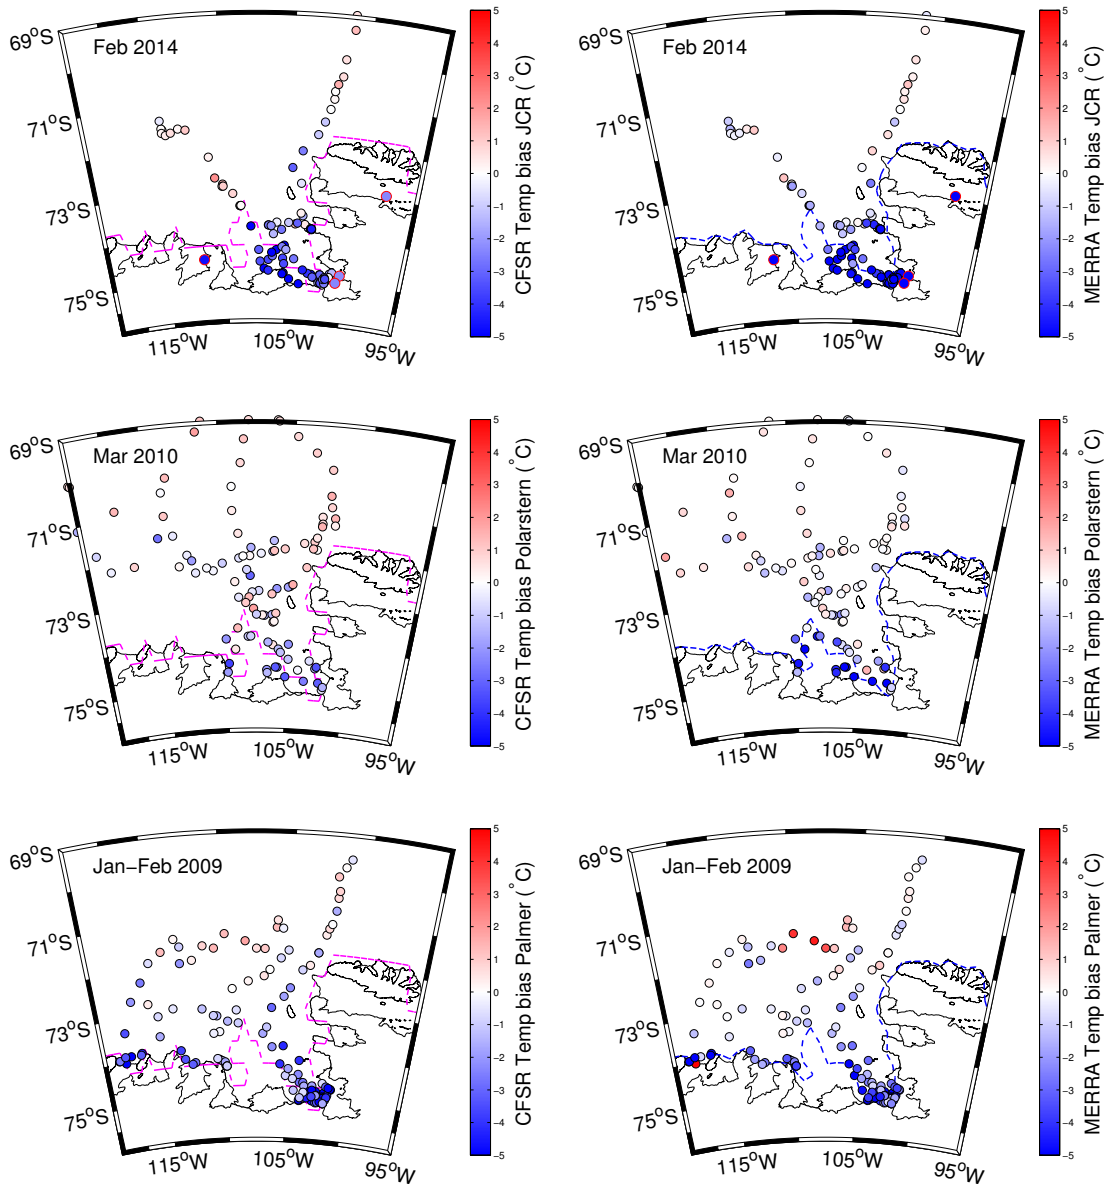 Feb 2014
69°S
71°S
73°S
75°S
115°W
105°W
95°W
5
4
3
2
1
0
−1
−2
−3
−4
−5
CFSR Temp bias JCR (°C)
Feb 2014
69°S
71°S
73°S
75°S
115°W
105°W
95°W
5
4
3
2
1
0
−1
−2
−3
−4
−5
MERRA Temp bias JCR (°C)
Mar 2010
69°S
71°S
73°S
75°S
115°W
105°W
95°W
5
4
3
2
1
0
−1
−2
−3
−4
−5
CFSR Temp bias Polarstern (°C)
Mar 2010
69°S
71°S
73°S
75°S
115°W
105°W
95°W
5
4
3
2
1
0
−1
−2
−3
−4
−5
MERRA Temp bias Polarstern (°C)
Jan−Feb 2009
69°S
71°S
73°S
75°S
115°W
105°W
95°W
5
4
3
2
1
0
−1
−2
−3
−4
−5
CFSR Temp bias Palmer (°C)
Jan−Feb 2009
69°S
71°S
73°S
75°S
115°W
105°W
95°W
5
4
3
2
1
0
−1
−2
−3
−4
−5
MERRA Temp bias Palmer (°C)